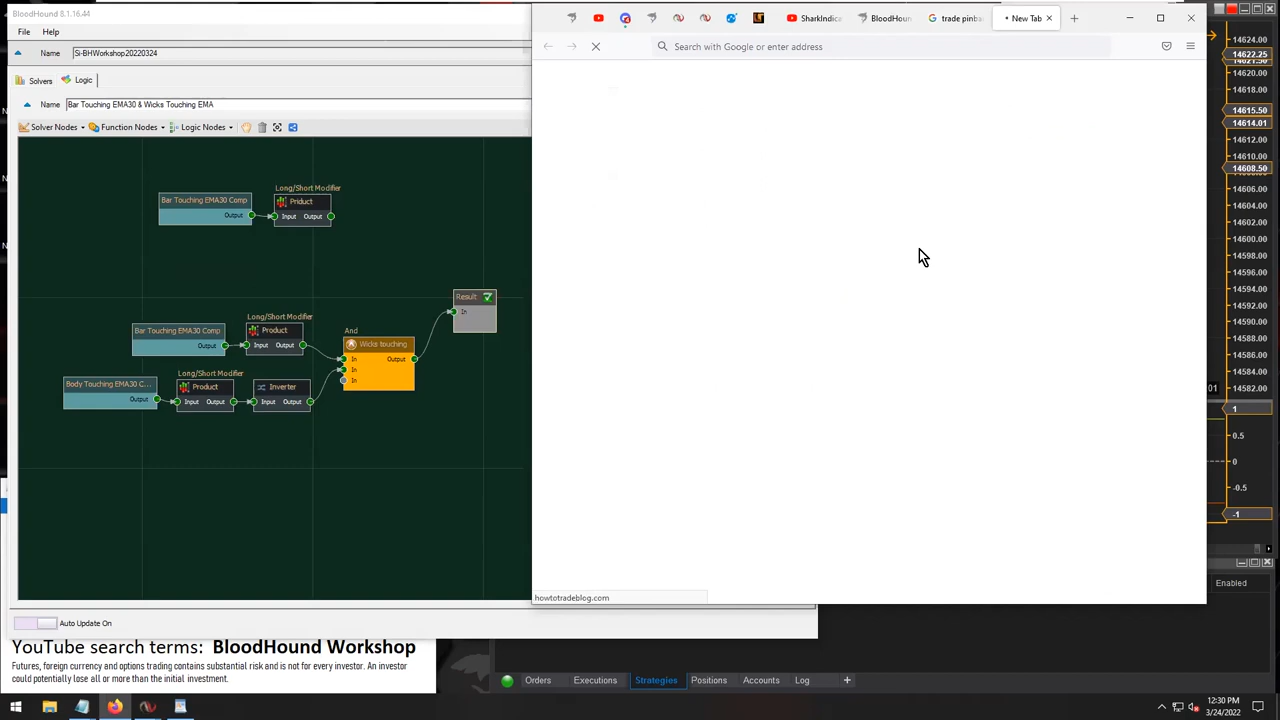 BloodHound 8.1.16.44
File Help
Name Si-BHWorkshop20220324
Solvers Logic
Name Bar Touching EMA30 & Wicks Touching EMA
Solver Nodes Function Nodes Logic Nodes
Long/Short Modifier
Bar Touching EMA30 Comp
Priduct
Output
Input Output
Long/Short Modifier
Bar Touching EMA30 Comp
Product
Output
Input Output
Long/Short Modifier
Body Touching EMA30 C...
Product
Inverter
Output
Input Output
Input Output
And
Wicks touching
In Output
In
In
Result
In
Auto Update On
SharkIndica
BloodHoun
trade pinba
New Tab
Search with Google or enter address
howtotradeblog.com
14624.00
14622.25
14615.50
14614.01
14612.00
14610.00
14608.50
14606.00
14604.00
14602.00
14600.00
14598.00
14596.00
14594.00
14592.00
14590.00
14588.00
14586.00
14584.00
14582.00
01
1
0.5
0
-0.5
-1
Enabled
YouTube search terms: BloodHound Workshop
Futures, foreign currency and options trading contains substantial risk and is not for every investor. An investor
could potentially lose all or more than the initial investment.
Orders Executions Strategies Positions Accounts Log
12:30 PM
3/24/2022